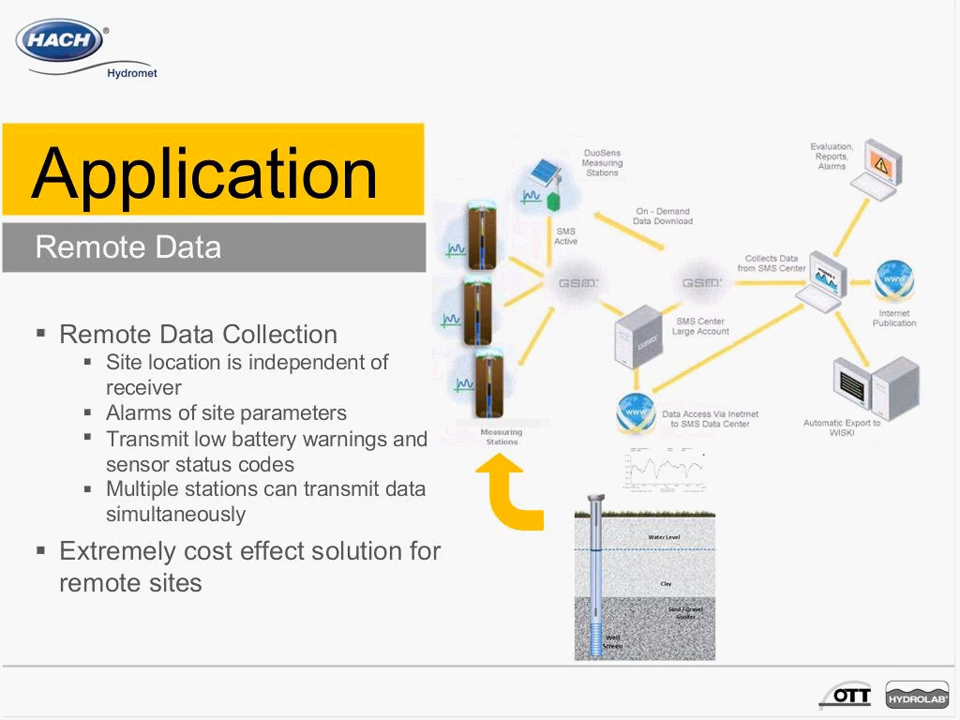 HACH®
Hydromet
Application
Remote Data
▪ Remote Data Collection
▪ Site location is independent of
receiver
▪ Alarms of site parameters
▪ Transmit low battery warnings and
sensor status codes
▪ Multiple stations can transmit data
simultaneously
▪ Extremely cost effect solution for
remote sites
DuoSens
Measuring
Stations
Evaluation,
Reports,
Alarms
On - Demand
Data Download
SMS
Active
GSM
GSM
Collects Data
from SMS Center
www
Internet
Publication
SMS Center
Large Account
www
Data Access Via Inetrnet
to SMS Data Center
Automatic Export to
WISKI
Measuring
Stations
Water Level
Clay
Sand / Gravel
Aquifer
Well
Screen
OTT
HYDROLAB